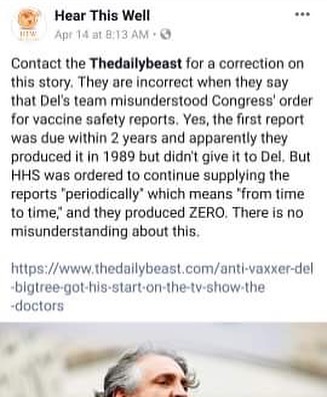 Hear This Well
Apr 14 at 8:13 AM ·
HTW
Contact the Thedailybeast for a correction on
this story. They are incorrect when they say
that Del's team misunderstood Congress' order
for vaccine safety reports. Yes, the first report
was due within 2 years and apparently they
produced it in 1989 but didn't give it to Del. But
HHS was ordered to continue supplying the
reports "periodically" which means "from time
to time," and they produced ZERO. There is no
misunderstanding about this.
https://www.thedailybeast.com/anti-vaxxer-del
-bigtree-got-his-start-on-the-tv-show-the
-doctors